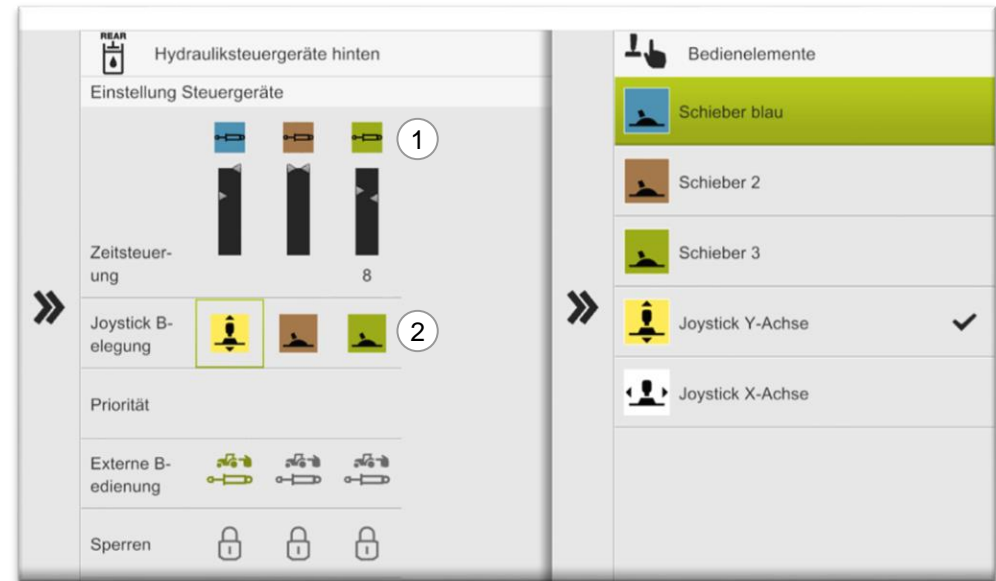 REAR
Hydrauliksteuergeräte hinten
Einstellung Steuergeräte
1
Zeitsteuer-
ung
8
Joystick B-
elegung
2
Priorität
Externe B-
edienung
Sperren
Bedienelemente
Schieber blau
Schieber 2
Schieber 3
Joystick Y-Achse
Joystick X-Achse